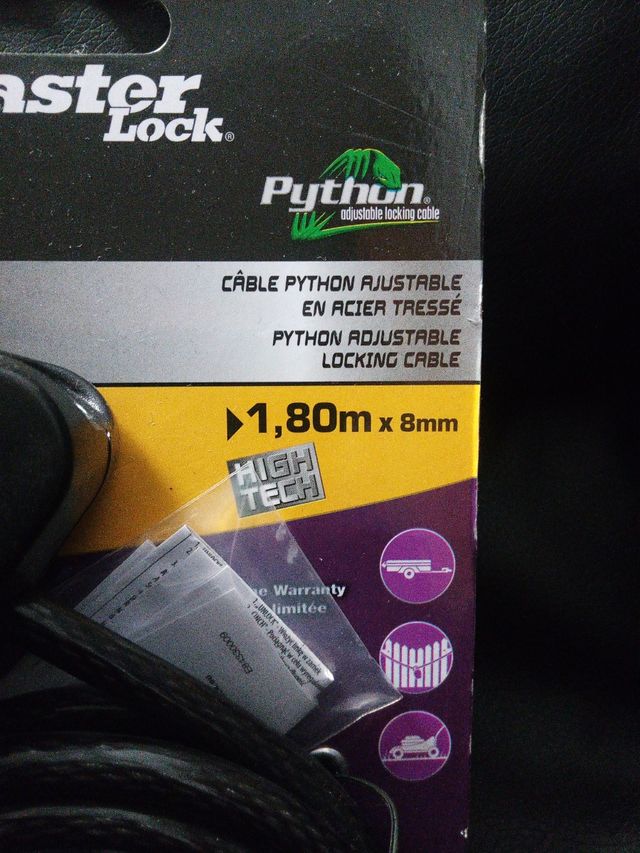 aster
Lock®
Python®
adjustable locking cable
CÂBLE PYTHON AJUSTABLE
EN ACIER TRESSÉ
PYTHON ADJUSTABLE
LOCKING CABLE
1,80m x 8mm
HIGH
TECH
e Warranty
limitée